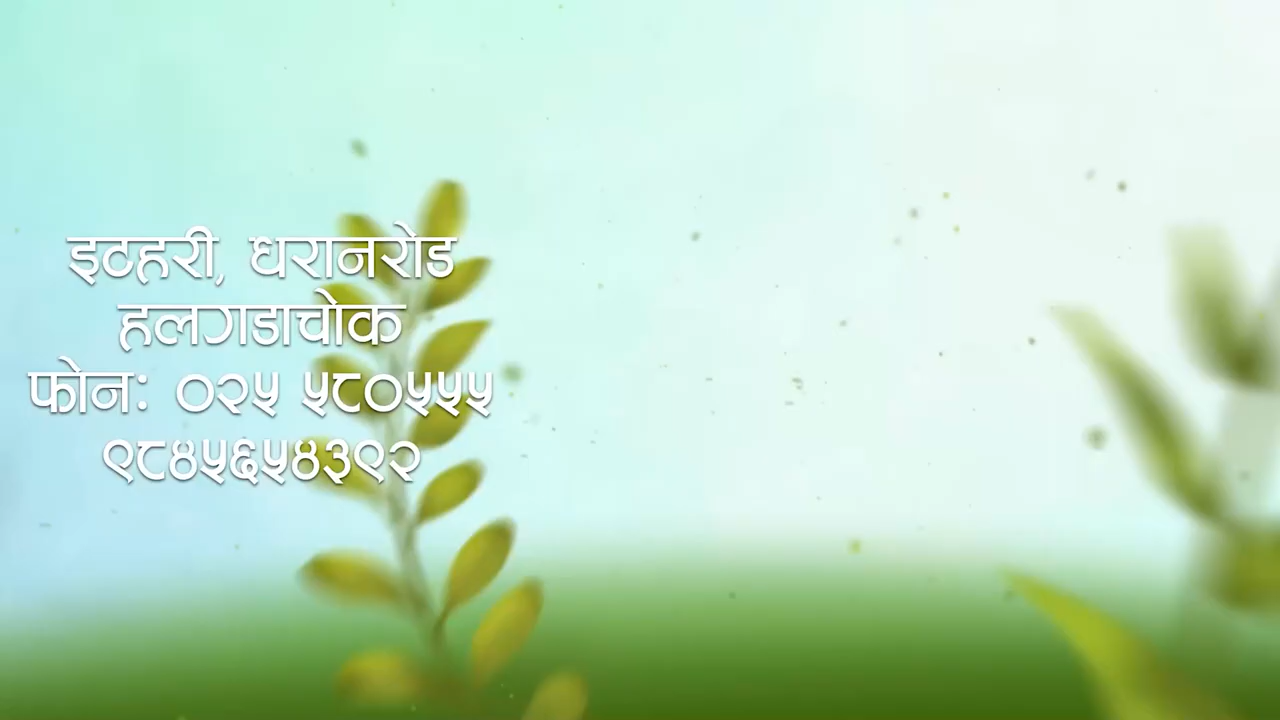 इटहरी, धरानरोड
हलगडाचोक
फोनः ०२५ ५८०५५५
९८४५६५४३९२